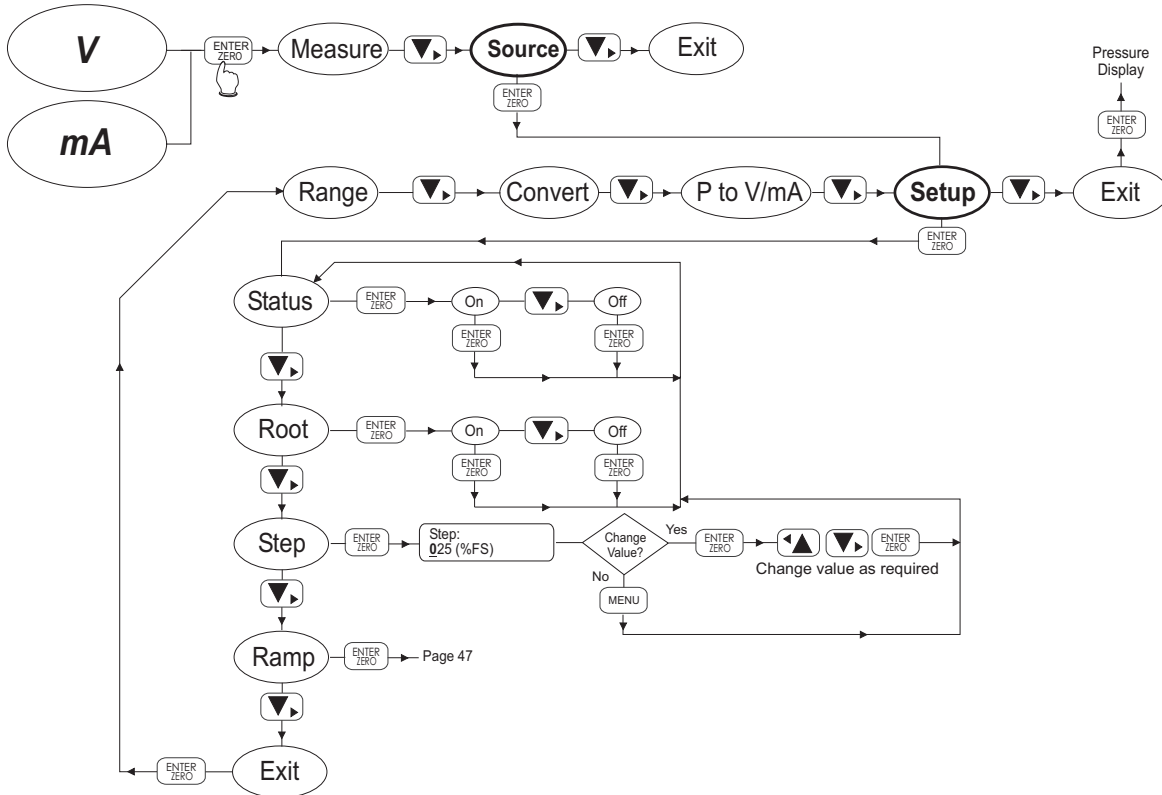 V
mA
ENTER
ZERO
Measure
Source
Exit
ENTER
ZERO
Pressure
Display
ENTER
ZERO
Range
Convert
P to V/mA
Setup
Exit
ENTER
ZERO
Status
ENTER
ZERO
On
Off
ENTER
ZERO
ENTER
ZERO
Root
ENTER
ZERO
On
Off
ENTER
ZERO
ENTER
ZERO
Step
ENTER
ZERO
Step:
025 (%FS)
Change
Value?
Yes
ENTER
ZERO
ENTER
ZERO
Change value as required
No
MENU
Ramp
ENTER
ZERO
Page 47
ENTER
ZERO
Exit